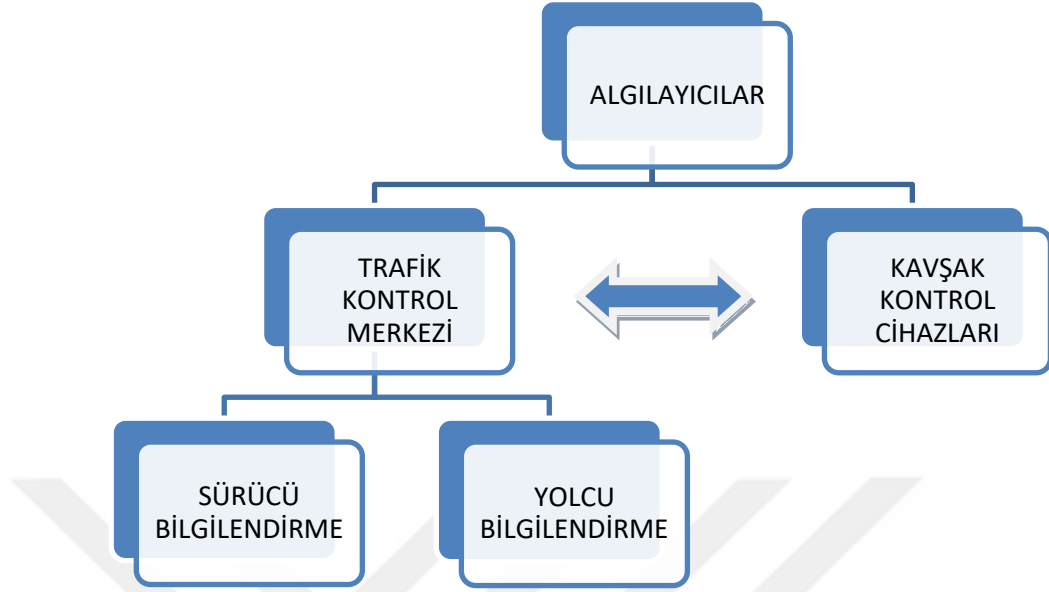 ALGILAYICILAR
TRAFİK
KONTROL
MERKEZİ
KAVŞAK
KONTROL
CİHAZLARI
SÜRÜCÜ
BİLGİLENDİRME
YOLCU
BİLGİLENDİRME